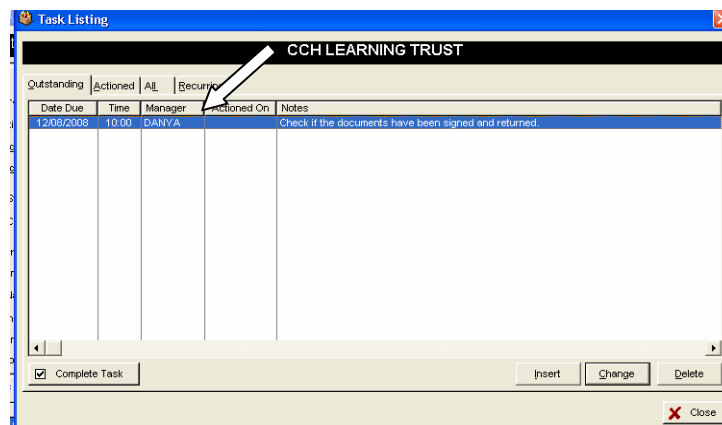 Task Listing
CCH LEARNING TRUST
Outstanding Actioned All
Date Due Time Manager Actioned On Notes
12/08/2008 10:00 DANYA Check if the documents have been signed and returned.
Complete Task Insert Change Delete
Close